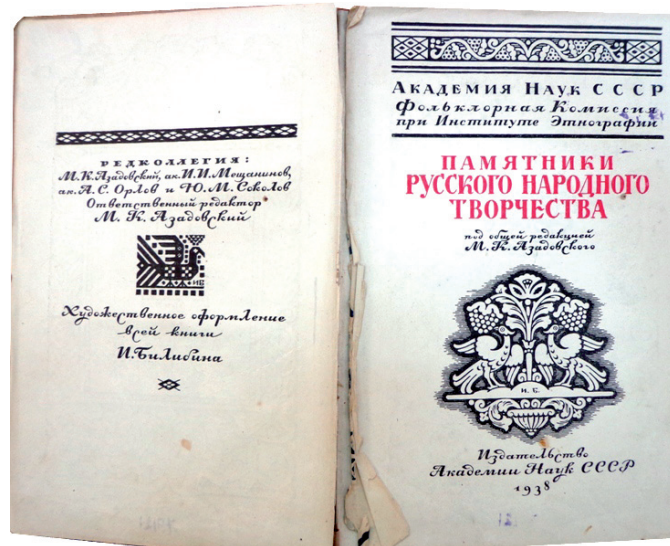 РЕДКОЛЛЕГИЯ:
М.К.Азадовский, ак. И.И.Мещанинов,
ак. А.С. Орлов и Ю.М. Соколов
Ответственный редактор
М. К. Азадовский
ИБ
Художественное оформление
всей книги
И.Билибина
Академия Наук СССР
Фольклорная Комиссия
при Институте Этнографии
ПАМЯТНИКИ
РУССКОГО НАРОДНОГО
ТВОРЧЕСТВА
под общей редакцией
М. К. Азадовского
И. Б.
Издательство
Академии Наук СССР
1938